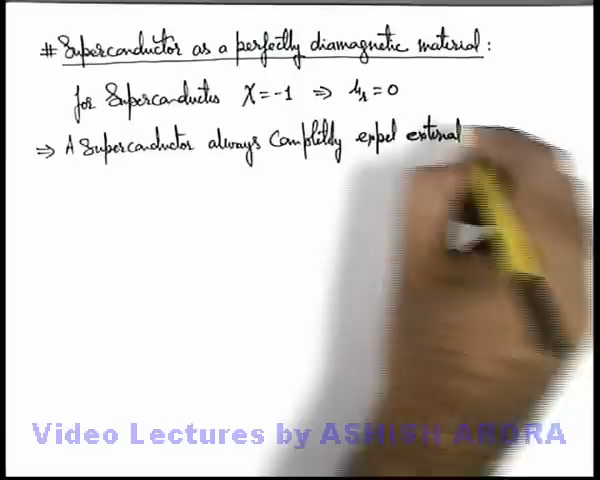 # Superconductor as a perfectly diamagnetic material :
for Superconductors χ = -1 ⇒ μr = 0
⇒ A Superconductor always Completely expel external
Video Lectures by ASHISH ARORA